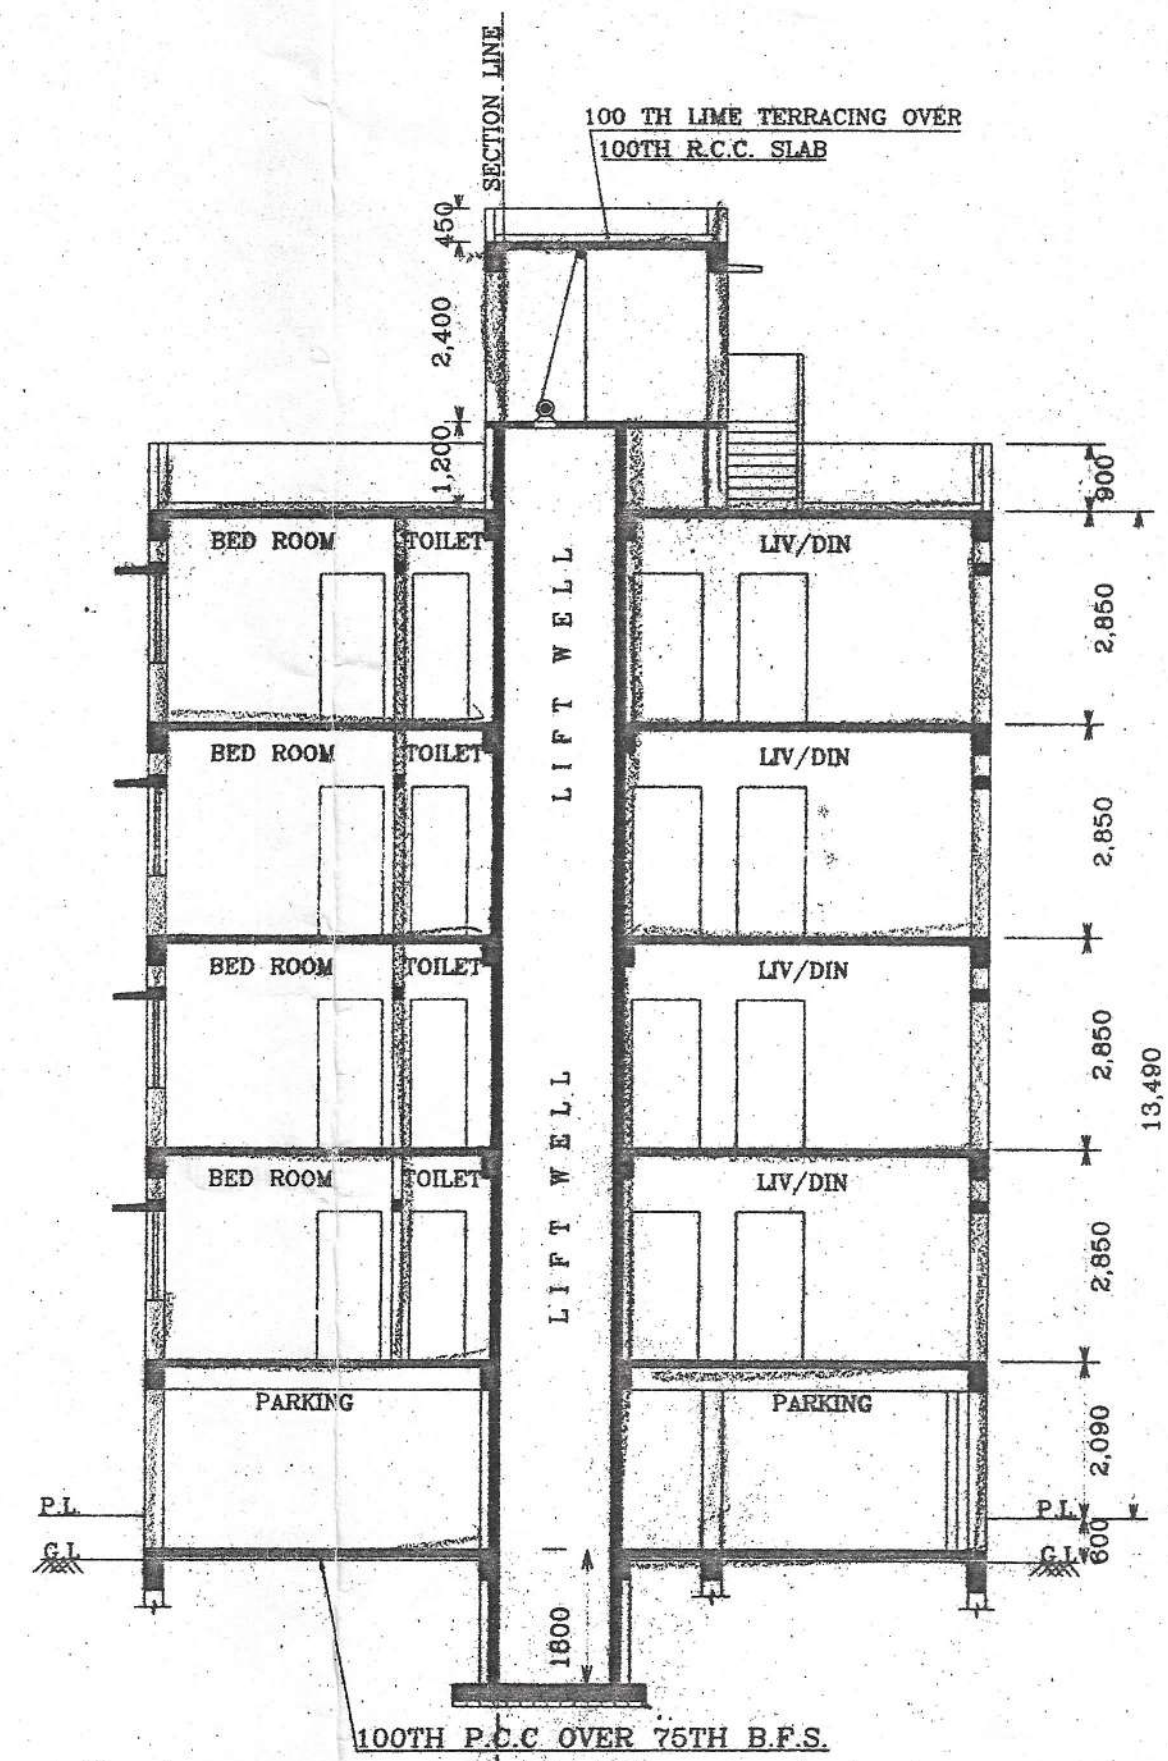 SECTION LINE
100 TH LIME TERRACING OVER
100TH R.C.C. SLAB
450
2,400
1,200
900
BED ROOM TOILET LIV/DIN
2,850
LIFT WELL
BED ROOM TOILET LIV/DIN
2,850
BED ROOM TOILET LIV/DIN
2,850
13,490
LIFT WELL
BED ROOM TOILET LIV/DIN
2,850
PARKING PARKING
2,090
P.L. P.L.
G.L. G.L.
600
1800
100TH P.C.C OVER 75TH B.F.S.